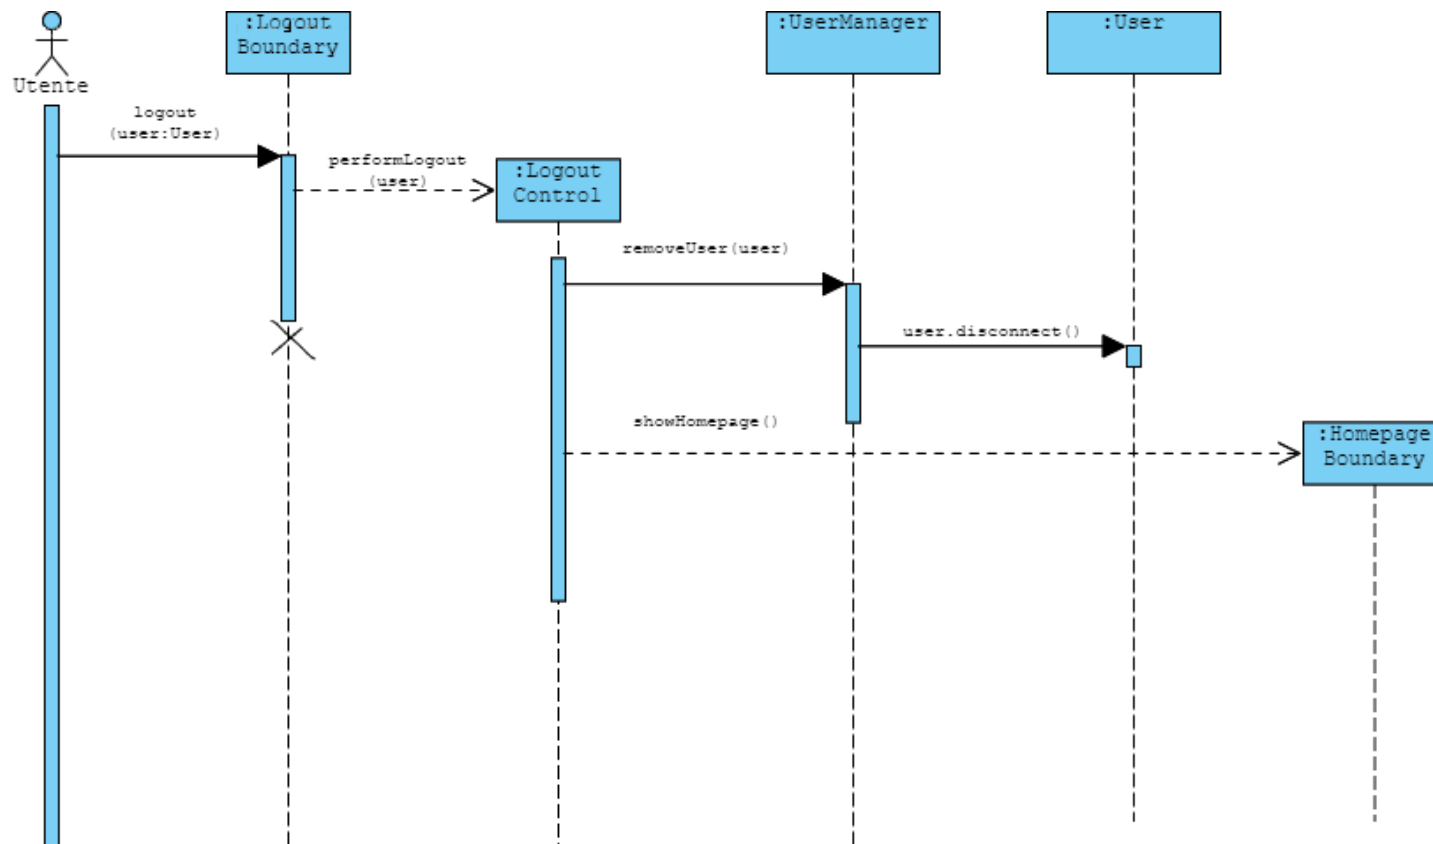 :Logout
Boundary
:UserManager
:User
Utente
logout
(user:User)
performLogout
(user)
:Logout
Control
removeUser(user)
user.disconnect()
showHomepage()
:Homepage
Boundary